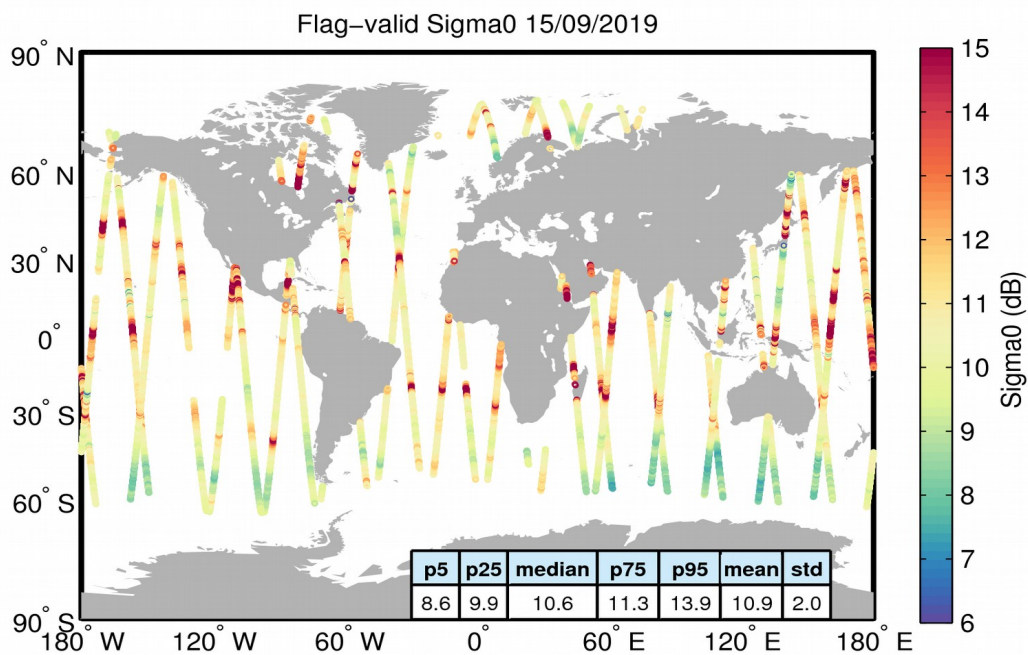 Flag−valid Sigma0 15/09/2019
90° N
60° N
30° N
0°
30° S
60° S
90° S
180° W 120° W 60° W 0° 60° E 120° E 180° E
p5 p25 median p75 p95 mean std
8.6 9.9 10.6 11.3 13.9 10.9 2.0
15
14
13
12
11
10
9
8
7
6
Sigma0 (dB)